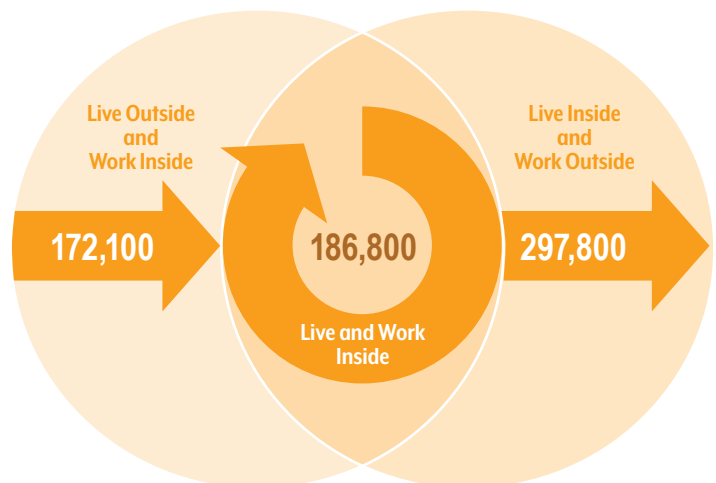 Live Outside
and
Work Inside
172,100
186,800
Live and Work
Inside
Live Inside
and
Work Outside
297,800